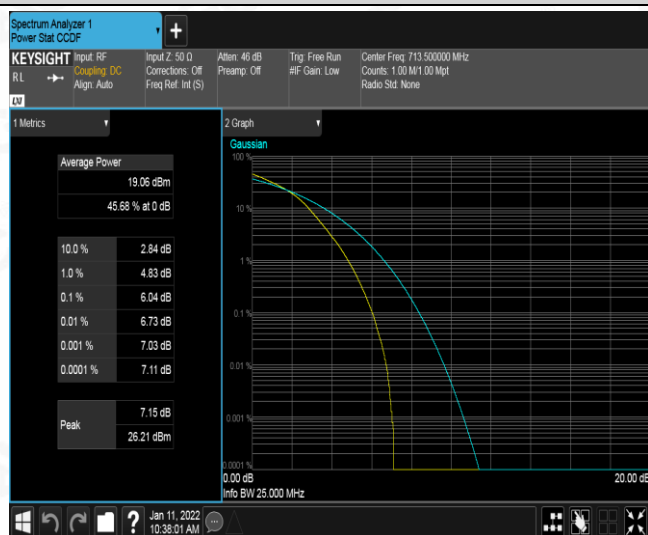 Spectrum Analyzer 1
Power Stat CCDF
+
KEYSIGHT
RL
LXI
Input: RF
Coupling: DC
Align: Auto
Input Z: 50 Ω
Corrections: Off
Freq Ref: Int (S)
Atten: 46 dB
Preamp: Off
Trig: Free Run
#IF Gain: Low
Center Freq: 713.500000 MHz
Counts: 1.00 M/1.00 Mpt
Radio Std: None
1 Metrics
Average Power
19.06 dBm
45.68 % at 0 dB
10.0 % 2.84 dB
1.0 % 4.83 dB
0.1 % 6.04 dB
0.01 % 6.73 dB
0.001 % 7.03 dB
0.0001 % 7.11 dB
Peak
7.15 dB
26.21 dBm
2 Graph
Gaussian
100 %
10 %
1 %
0.1 %
0.01 %
0.001 %
0.0001 %
0.00 dB 20.00 dB
Info BW 25.000 MHz
?
Jan 11, 2022
10:38:01 AM